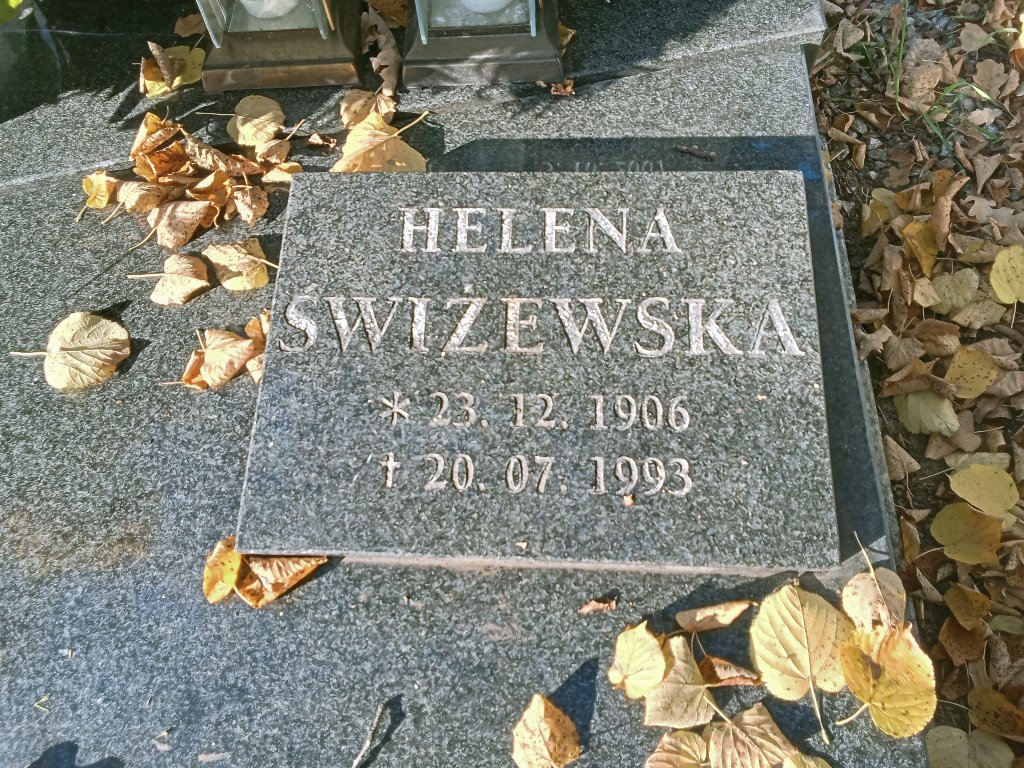 HELENA
ŚWIŻEWSKA
* 23. 12. 1906
† 20. 07. 1993